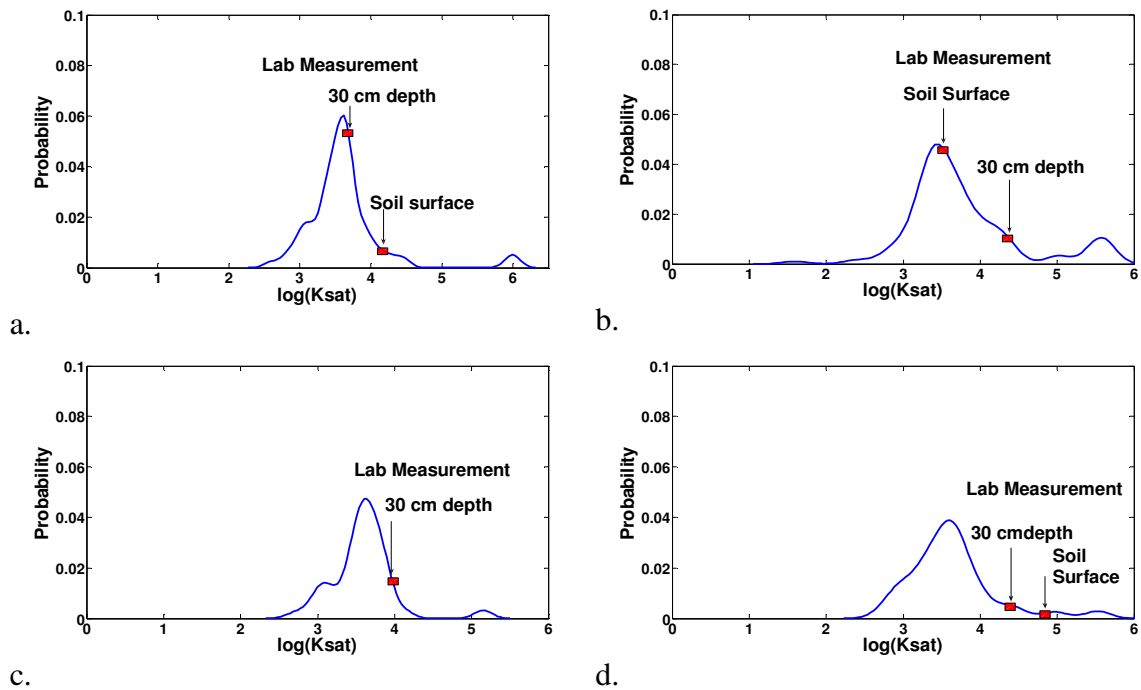 0.1
0.08
0.06
0.04
0.02
0
Probability
Lab Measurement
30 cm depth
Soil surface
0 1 2 3 4 5 6
log(Ksat)
a.
0.1
0.08
0.06
0.04
0.02
0
Probability
Lab Measurement
Soil Surface
30 cm depth
0 1 2 3 4 5 6
log(Ksat)
b.
0.1
0.08
0.06
0.04
0.02
0
Probability
Lab Measurement
30 cm depth
0 1 2 3 4 5 6
log(Ksat)
c.
0.1
0.08
0.06
0.04
0.02
0
Probability
Lab Measurement
30 cmdepth
Soil
Surface
0 1 2 3 4 5 6
log(Ksat)
d.